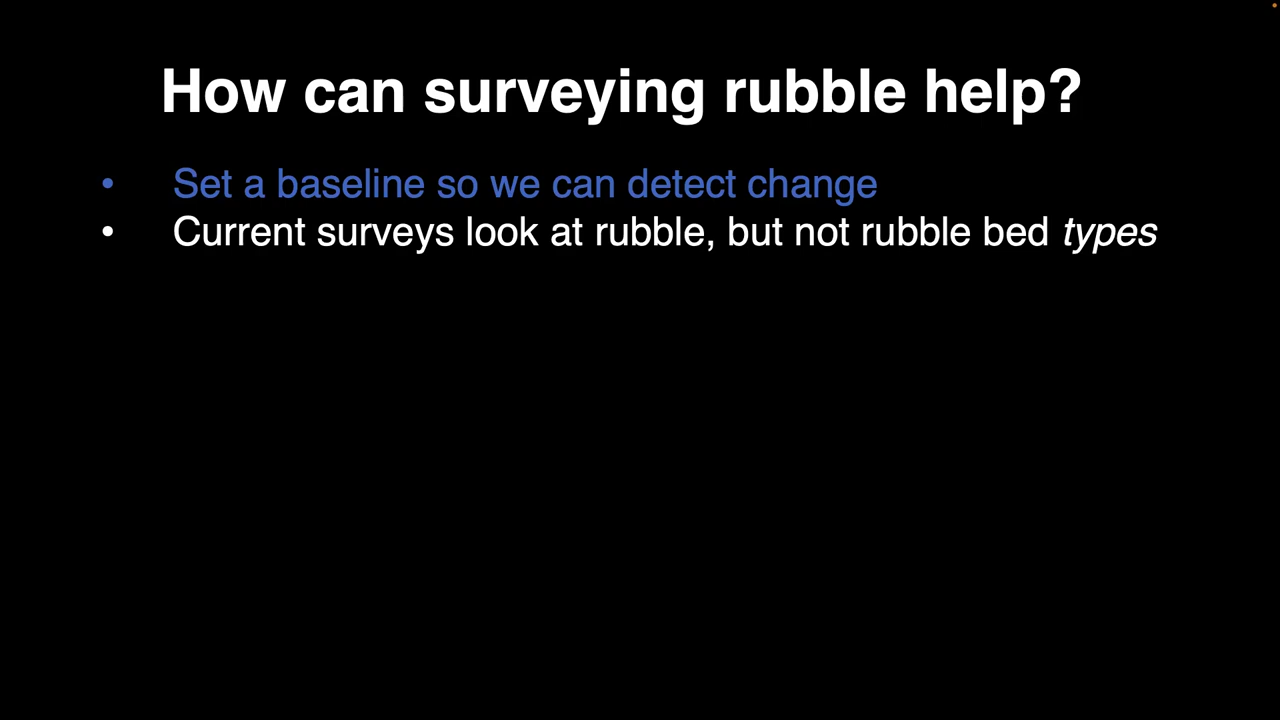 How can surveying rubble help?
• Set a baseline so we can detect change
• Current surveys look at rubble, but not rubble bed types